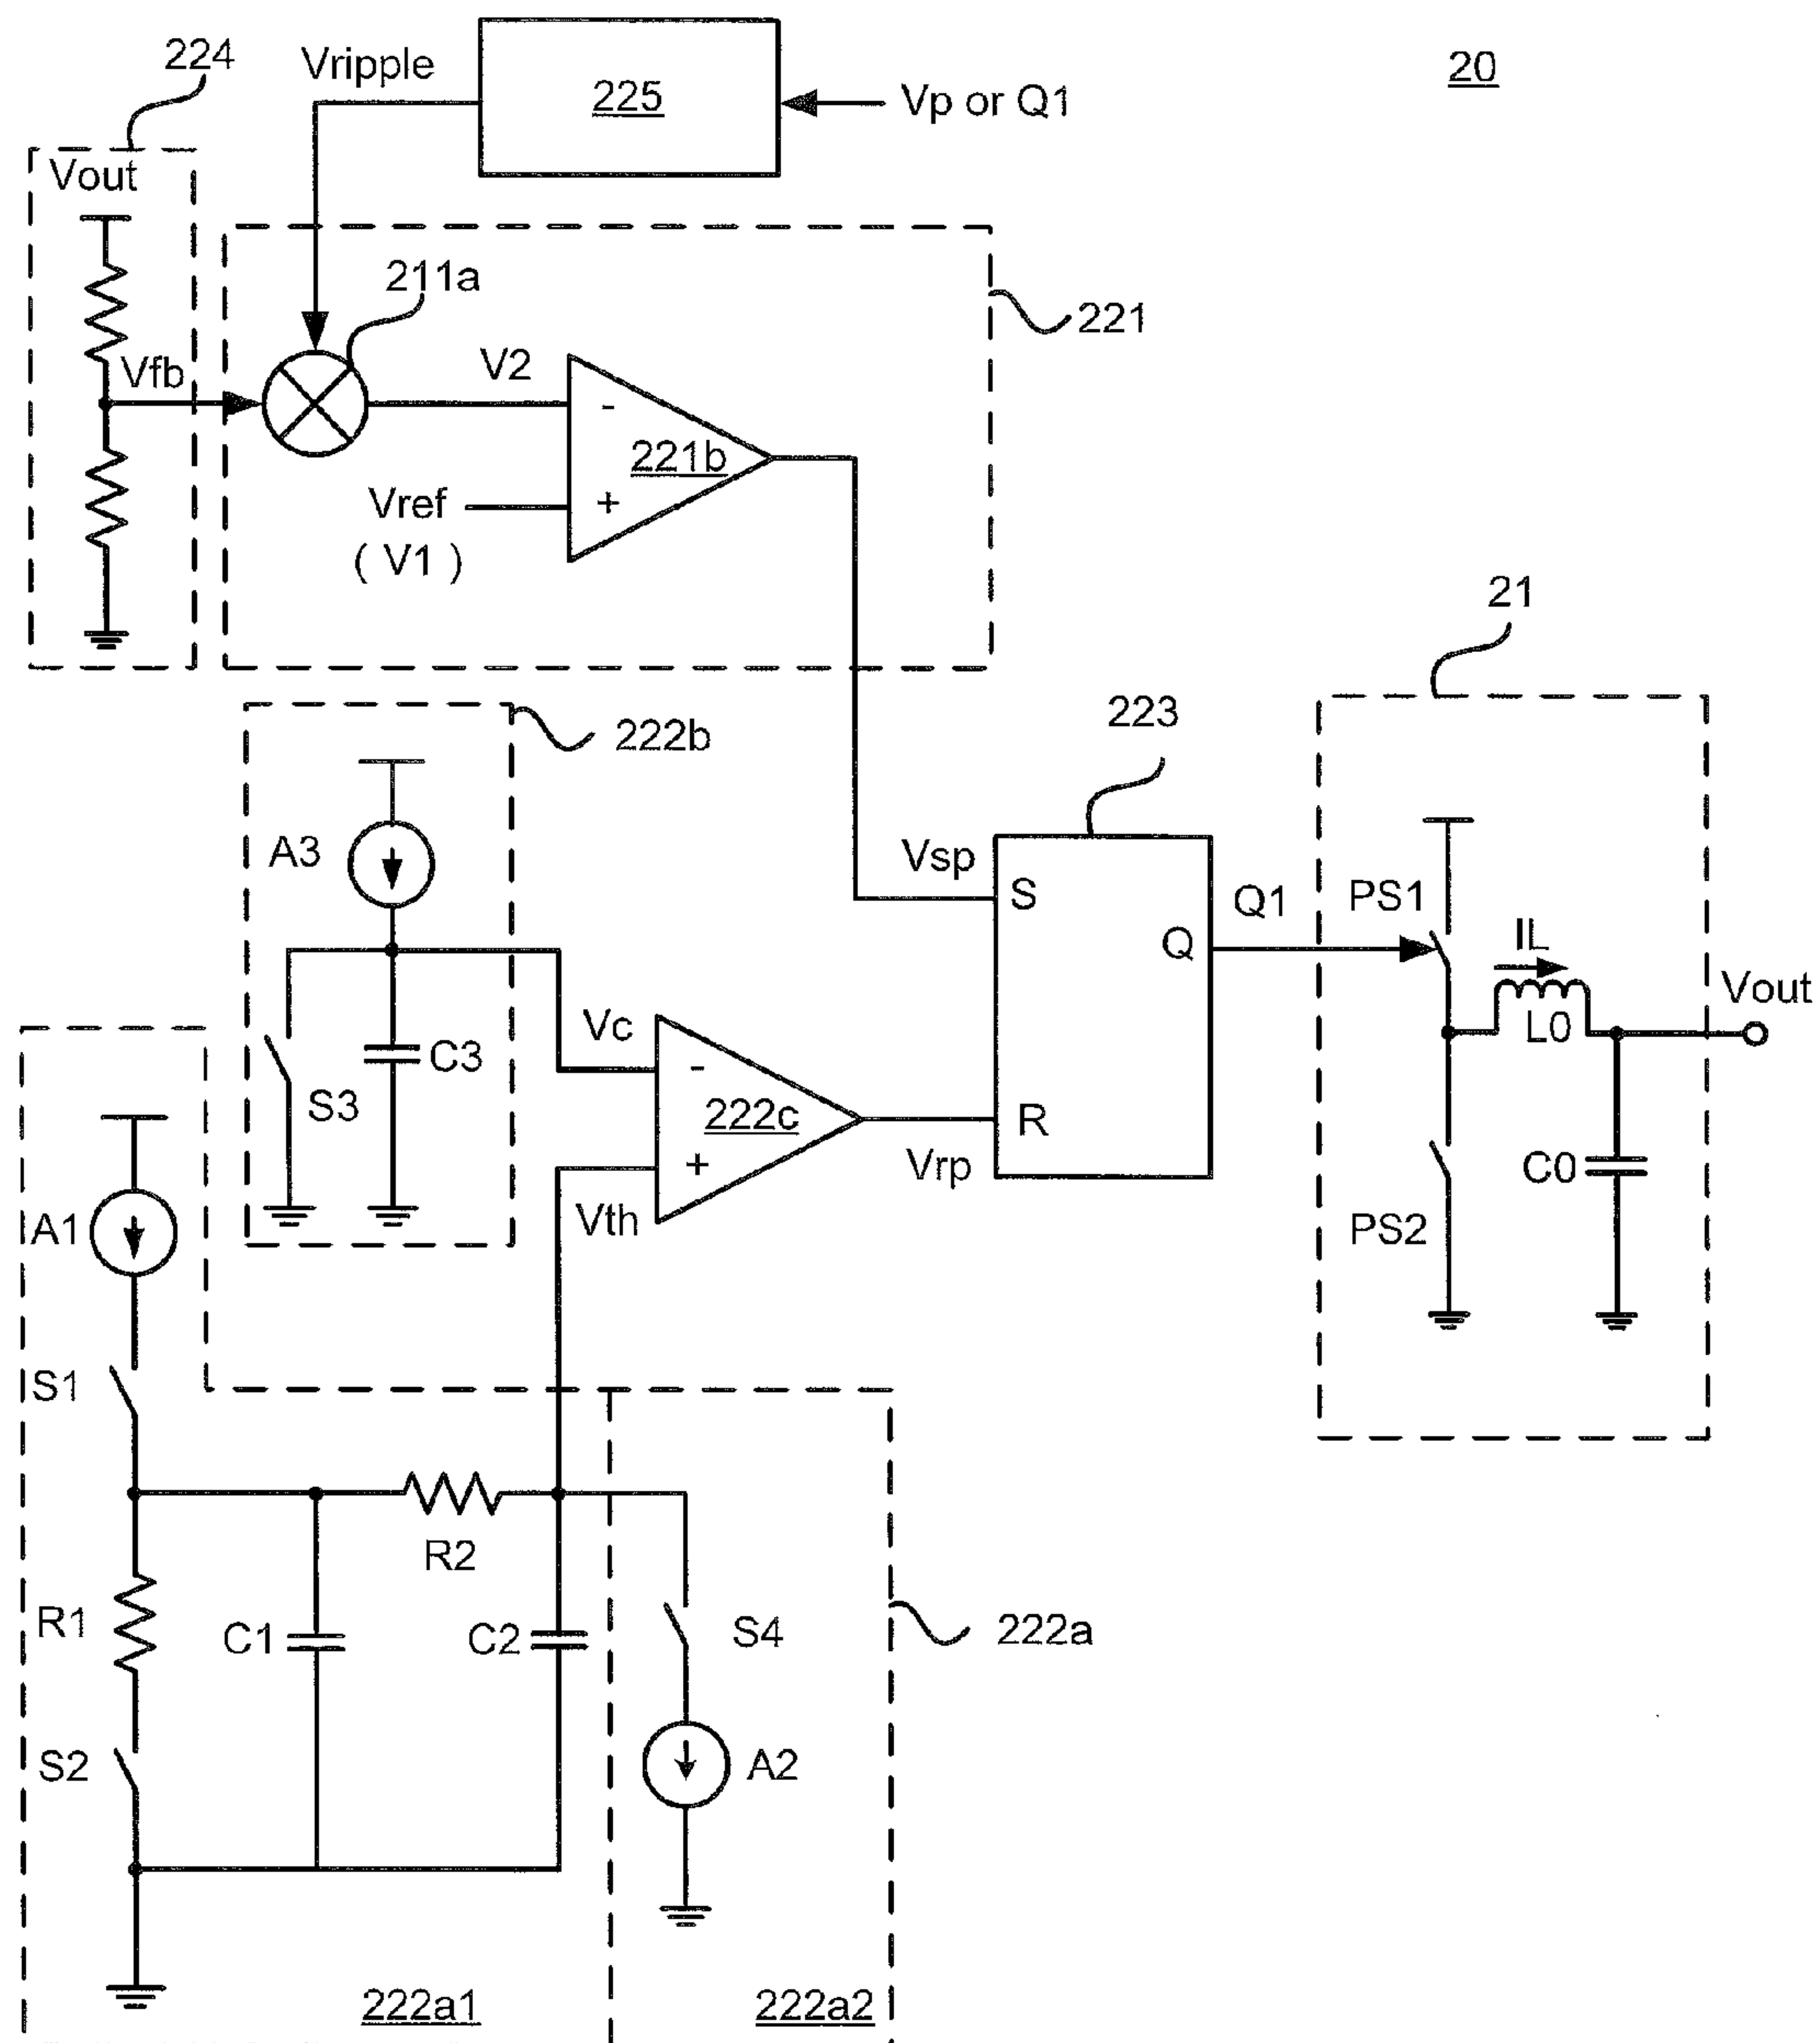 224
Vripple
225
Vp or Q1
20
Vout
211a
221
Vfb
V2
-
221b
Vref
+
( V1 )
21
222b
223
A3
Vsp
S
Q1
PS1
IL
Q
Vout
Vc
L0
C3
-
S3
222c
R
+
Vrp
C0
Vth
A1
PS2
S1
R2
R1
C1
C2
S4
222a
S2
A2
222a1
222a2